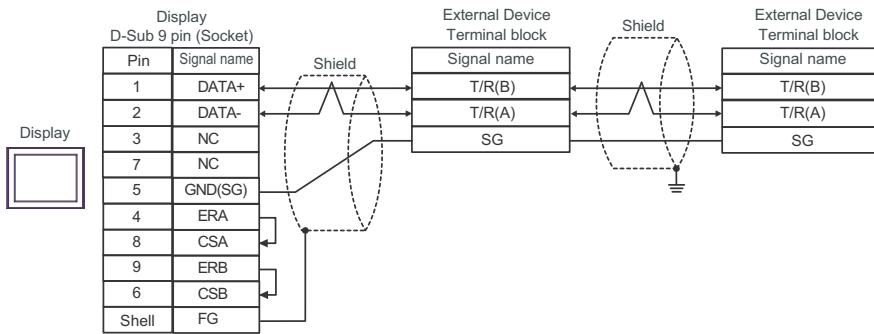 Display
D-Sub 9 pin (Socket)
Pin Signal name
1 DATA+
2 DATA-
3 NC
7 NC
5 GND(SG)
4 ERA
8 CSA
9 ERB
6 CSB
Shell FG
Display
Shield
External Device
Terminal block
Signal name
T/R(B)
T/R(A)
SG
Shield
External Device
Terminal block
Signal name
T/R(B)
T/R(A)
SG